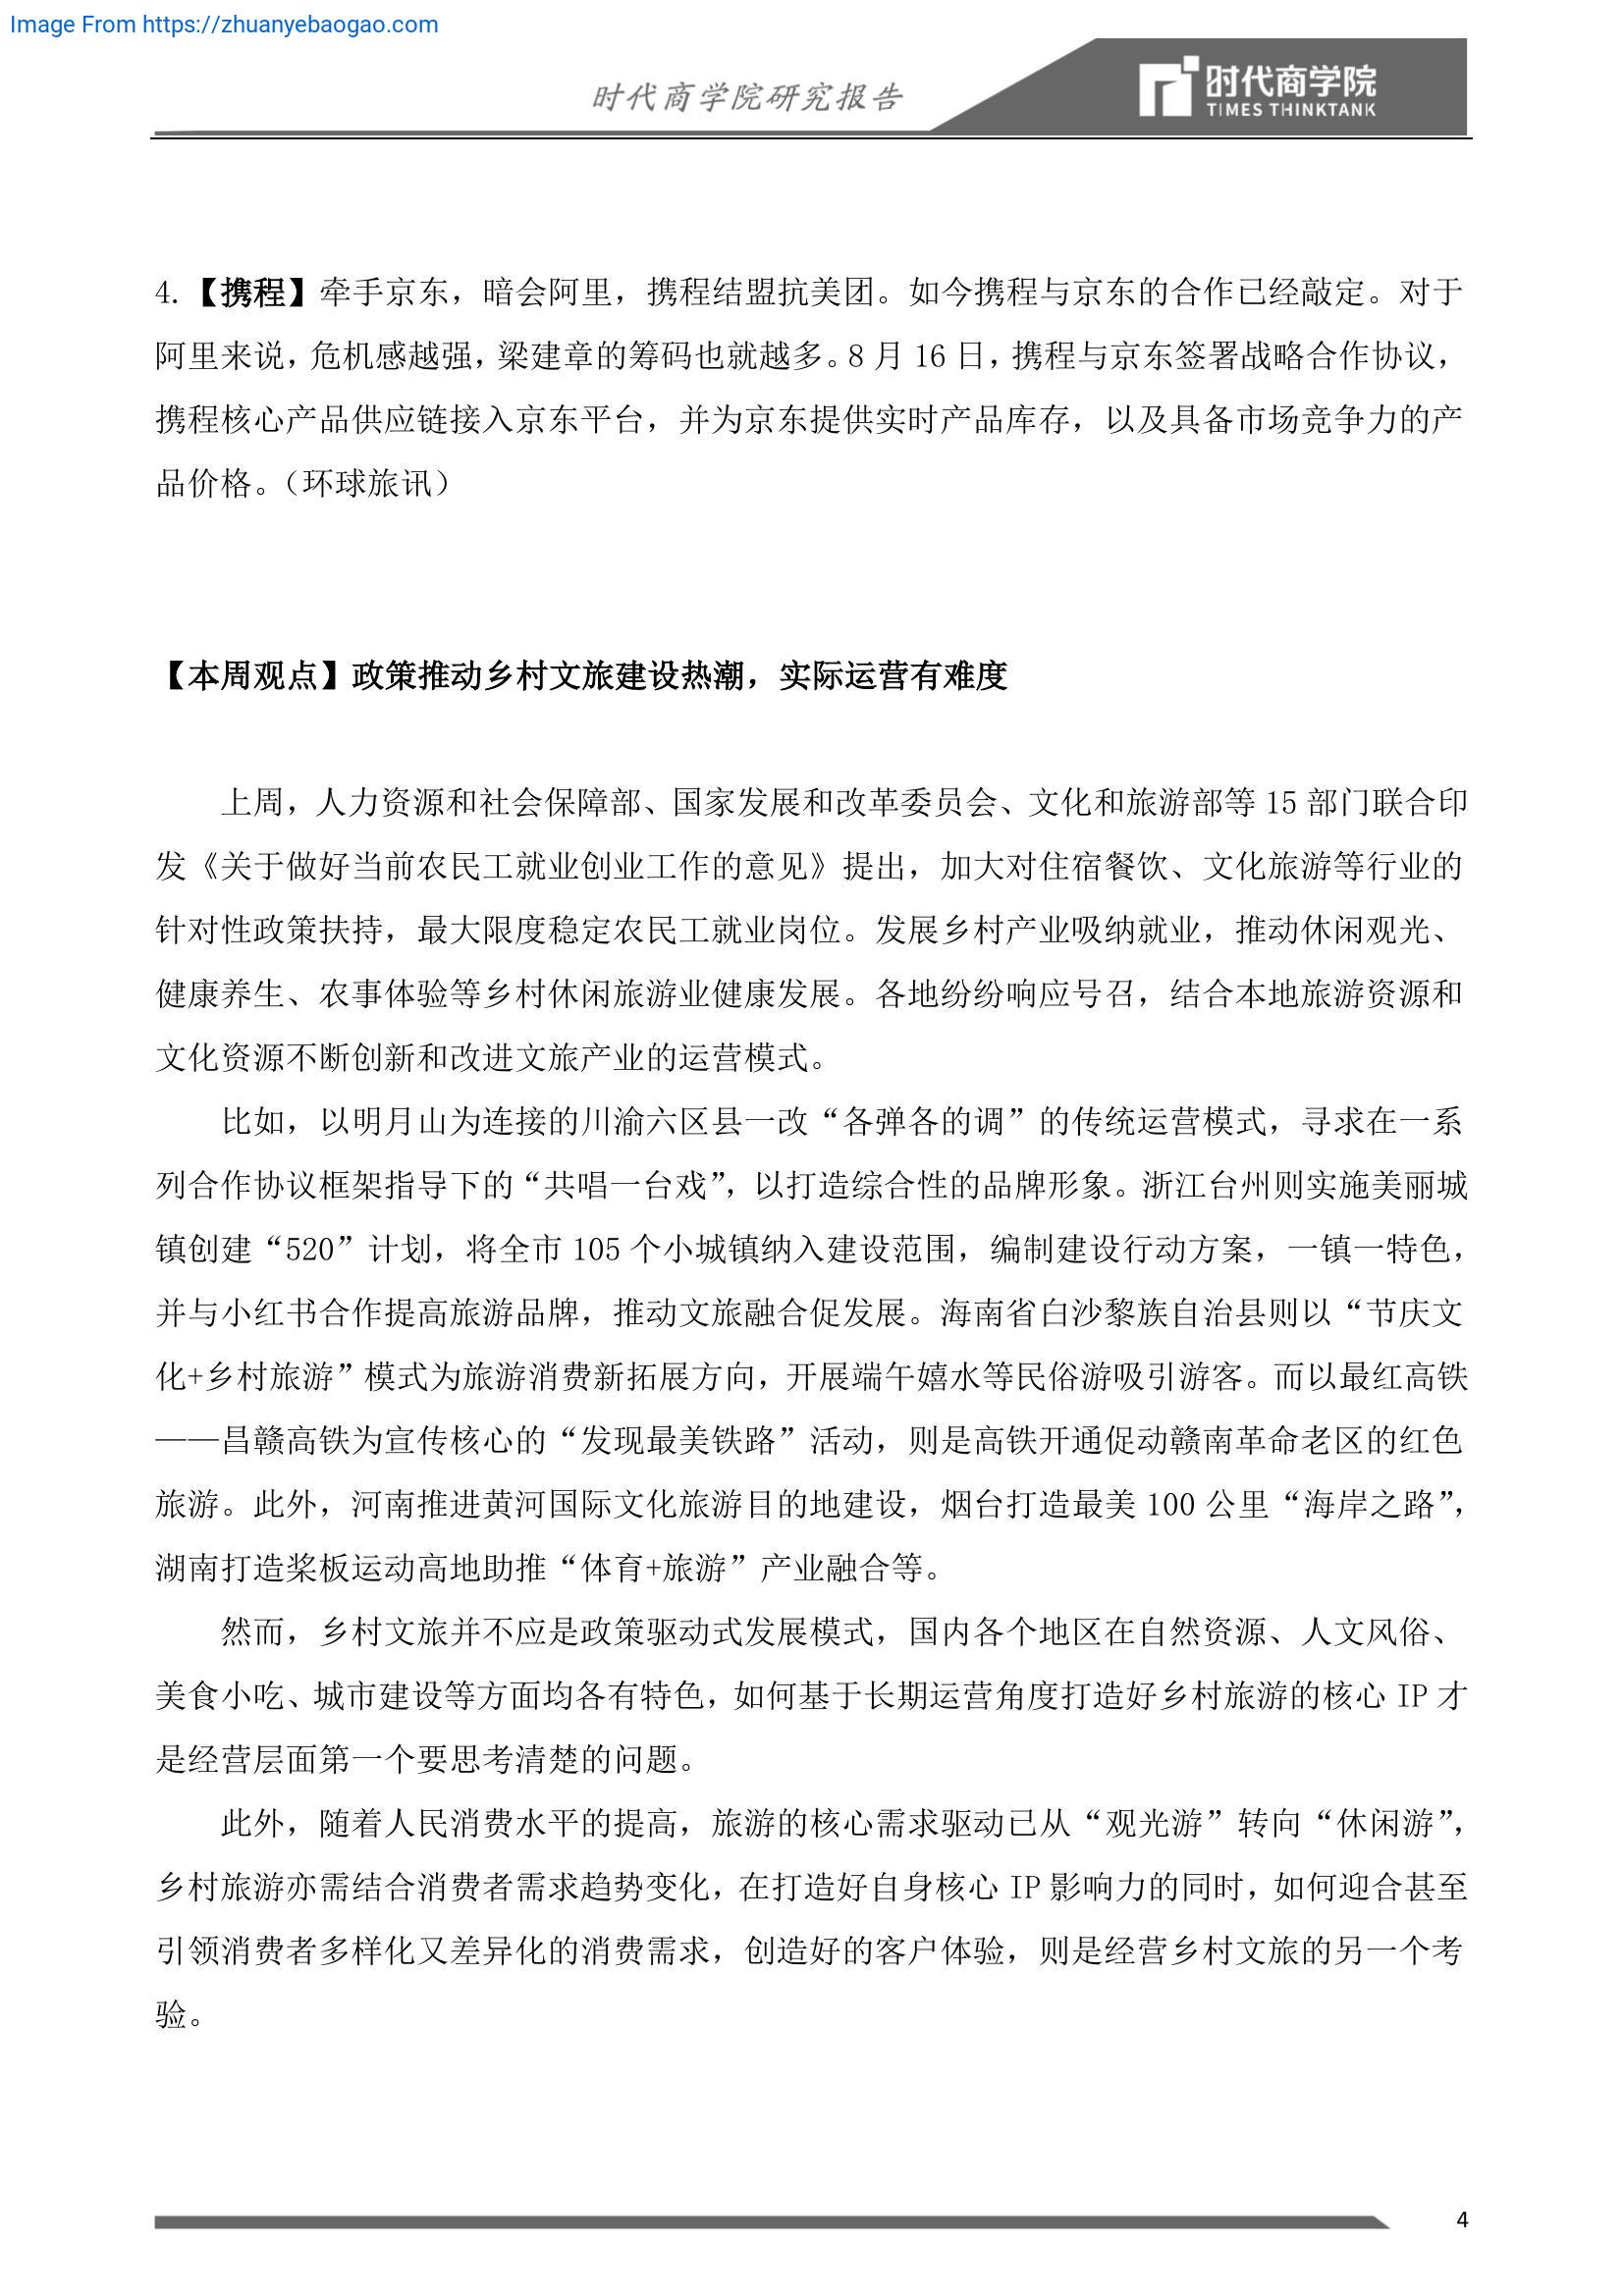 Image From https://zhuanyebaogao.com
时代商学院研究报告
时代商学院
TIMES THINKTANK
4.【携程】牵手京东，暗会阿里，携程结盟抗美团。如今携程与京东的合作已经敲定。对于
阿里来说，危机感越强，梁建章的筹码也就越多。8 月 16 日，携程与京东签署战略合作协议，
携程核心产品供应链接入京东平台，并为京东提供实时产品库存，以及具备市场竞争力的产
品价格。（环球旅讯）
【本周观点】政策推动乡村文旅建设热潮，实际运营有难度
上周，人力资源和社会保障部、国家发展和改革委员会、文化和旅游部等 15 部门联合印
发《关于做好当前农民工就业创业工作的意见》提出，加大对住宿餐饮、文化旅游等行业的
针对性政策扶持，最大限度稳定农民工就业岗位。发展乡村产业吸纳就业，推动休闲观光、
健康养生、农事体验等乡村休闲旅游业健康发展。各地纷纷响应号召，结合本地旅游资源和
文化资源不断创新和改进文旅产业的运营模式。
比如，以明月山为连接的川渝六区县一改“各弹各的调”的传统运营模式，寻求在一系
列合作协议框架指导下的“共唱一台戏”，以打造综合性的品牌形象。浙江台州则实施美丽城
镇创建“520”计划，将全市 105 个小城镇纳入建设范围，编制建设行动方案，一镇一特色，
并与小红书合作提高旅游品牌，推动文旅融合促发展。海南省白沙黎族自治县则以“节庆文
化+乡村旅游”模式为旅游消费新拓展方向，开展端午嬉水等民俗游吸引游客。而以最红高铁
——昌赣高铁为宣传核心的“发现最美铁路”活动，则是高铁开通促动赣南革命老区的红色
旅游。此外，河南推进黄河国际文化旅游目的地建设，烟台打造最美 100 公里“海岸之路”，
湖南打造桨板运动高地助推“体育+旅游”产业融合等。
然而，乡村文旅并不应是政策驱动式发展模式，国内各个地区在自然资源、人文风俗、
美食小吃、城市建设等方面均各有特色，如何基于长期运营角度打造好乡村旅游的核心 IP 才
是经营层面第一个要思考清楚的问题。
此外，随着人民消费水平的提高，旅游的核心需求驱动已从“观光游”转向“休闲游”，
乡村旅游亦需结合消费者需求趋势变化，在打造好自身核心 IP 影响力的同时，如何迎合甚至
引领消费者多样化又差异化的消费需求，创造好的客户体验，则是经营乡村文旅的另一个考
验。
4